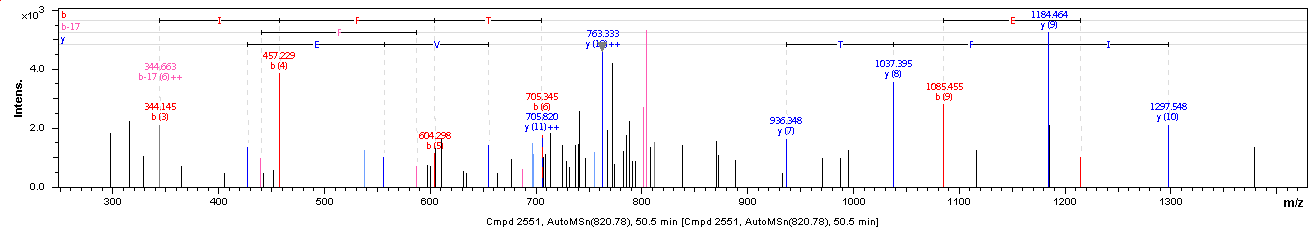 ×10³
b
b-17
y
I F T E
F
E V T F I
1184.464
y (9)
763.333
y (13)++
457.229
b (4)
344.663
b-17 (6)++
1037.395
y (8)
344.145
b (3)
705.345
b (6)
705.820
y (11)++
1085.455
b (9)
1297.548
y (10)
936.348
y (7)
604.298
b (5)
Intens.
4.0
2.0
0.0
300 400 500 600 700 800 900 1000 1100 1200 1300
m/z
Cmpd 2551, AutoMSn(820.78), 50.5 min [Cmpd 2551, AutoMSn(820.78), 50.5 min]